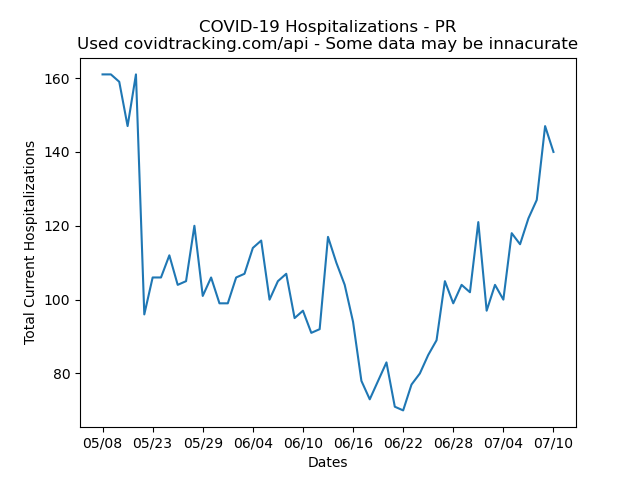 COVID-19 Hospitalizations - PR
Used covidtracking.com/api - Some data may be innacurate
Total Current Hospitalizations
160
140
120
100
80
05/08 05/23 05/29 06/04 06/10 06/16 06/22 06/28 07/04 07/10
Dates